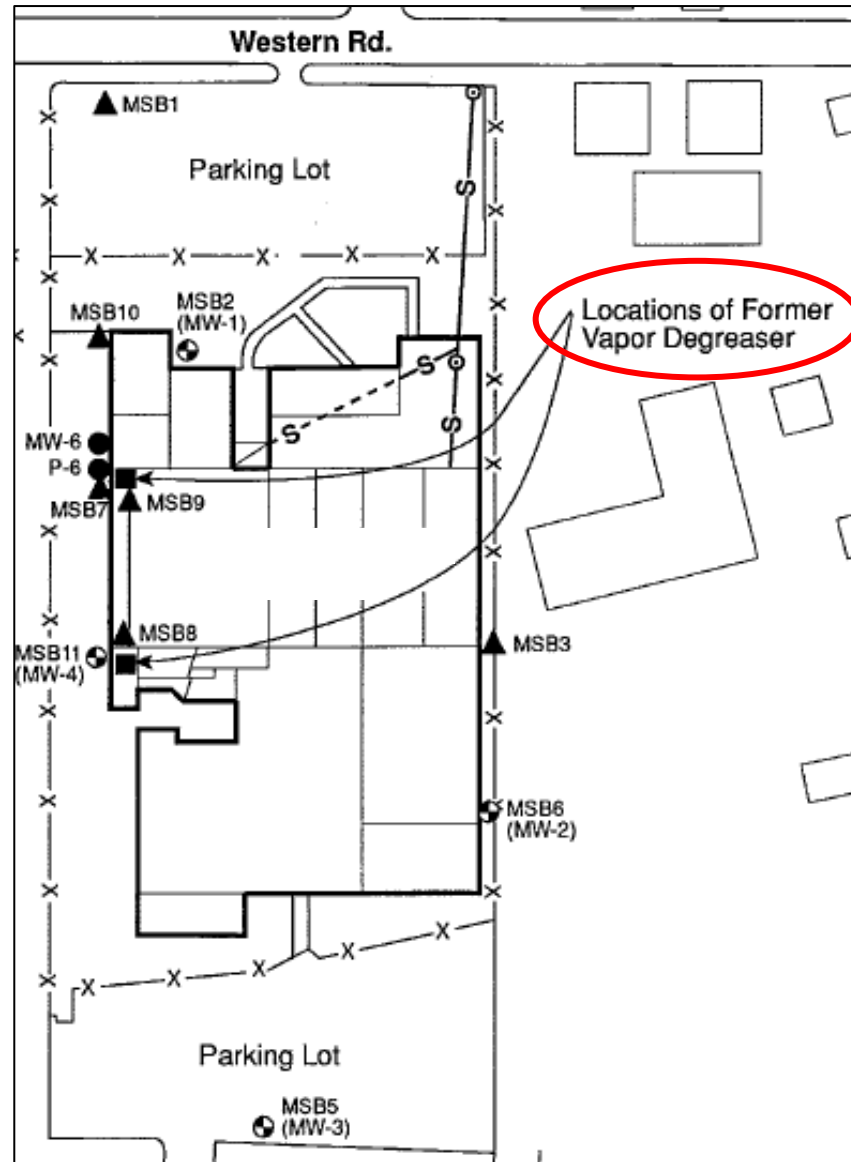 Western Rd.
MSB1
Parking Lot
S
MSB10
MSB2
(MW-1)
Locations of Former
Vapor Degreaser
S
S
S
MW-6
P-6
MSB7
MSB9
MSB8
MSB11
(MW-4)
MSB3
MSB6
(MW-2)
Parking Lot
MSB5
(MW-3)